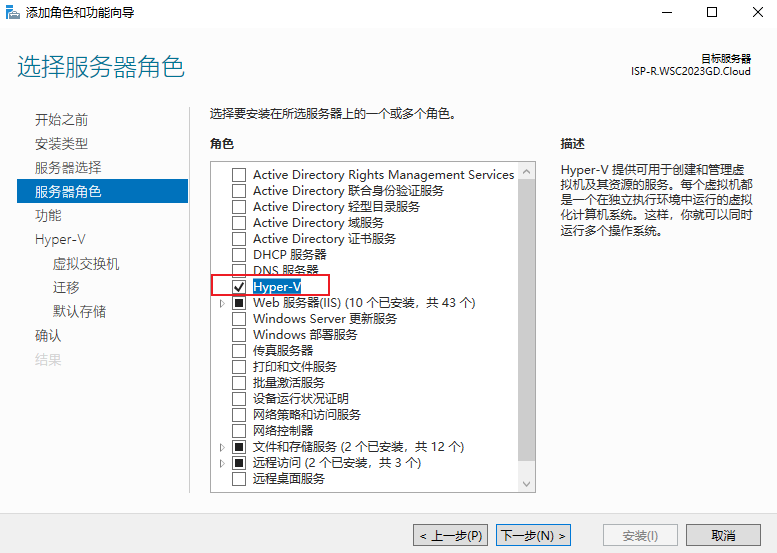 添加角色和功能向导
选择服务器角色
目标服务器
ISP-R.WSC2023GD.Cloud
开始之前
安装类型
服务器选择
服务器角色
功能
Hyper-V
虚拟交换机
迁移
默认存储
确认
结果
选择要安装在所选服务器上的一个或多个角色。
角色
Active Directory Rights Management Services
Active Directory 联合身份验证服务
Active Directory 轻型目录服务
Active Directory 域服务
Active Directory 证书服务
DHCP 服务器
DNS 服务器
Hyper-V
Web 服务器(IIS) (10 个已安装，共 43 个)
Windows Server 更新服务
Windows 部署服务
传真服务器
打印和文件服务
批量激活服务
设备运行状况证明
网络策略和访问服务
网络控制器
文件和存储服务 (2 个已安装，共 12 个)
远程访问 (2 个已安装，共 3 个)
远程桌面服务
描述
Hyper-V 提供可用于创建和管理虚
拟机及其资源的服务。每个虚拟机都
是一个在独立执行环境中运行的虚拟
化计算机系统。这样，你就可以同时
运行多个操作系统。
< 上一步(P)
下一步(N) >
安装(I)
取消